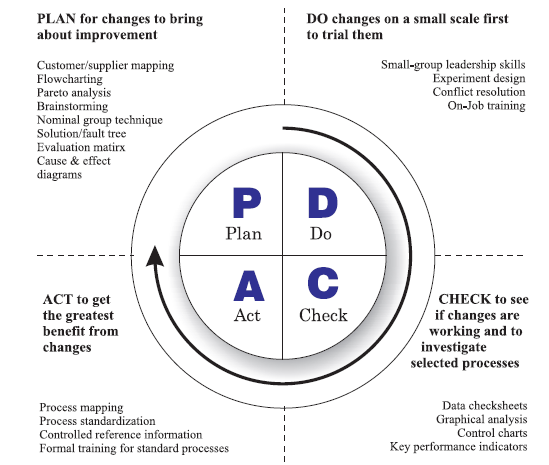 PLAN for changes to bring
about improvement
Customer/supplier mapping
Flowcharting
Pareto analysis
Brainstorming
Nominal group technique
Solution/fault tree
Evaluation matirx
Cause & effect
diagrams
DO changes on a small scale first
to trial them
Small-group leadership skills
Experiment design
Conflict resolution
On-Job training
P
Plan
D
Do
A
Act
C
Check
ACT to get
the greatest
benefit from
changes
CHECK to see
if changes are
working and to
investigate
selected processes
Process mapping
Process standardization
Controlled reference information
Formal training for standard processes
Data checksheets
Graphical analysis
Control charts
Key performance indicators